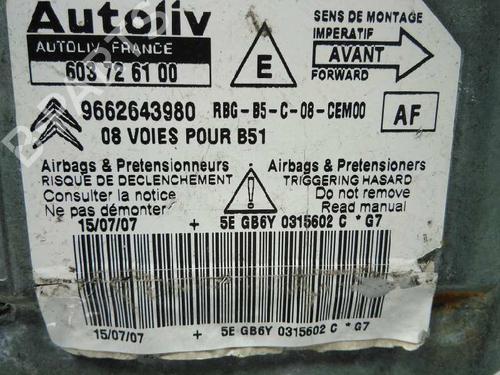 Autoliv
AUTOLIV FRANCE
603 72 61 00
E
SENS DE MONTAGE
IMPERATIF
AVANT
FORWARD
9662643980 RBG-B5-C-08-CEM00 AF
08 VOIES POUR B51
Airbags & Pretensionneurs
RISQUE DE DECLENCHEMENT
Consulter la notice
Ne pas démonter
!
Airbags & Pretensioners
TRIGGERING HASARD
Do not remove
Read manual
15/07/07 + 5E GB6Y 0315602 C * G7
15/07/07 + 5E GB6Y 0315602 C * G7
B-PARTS